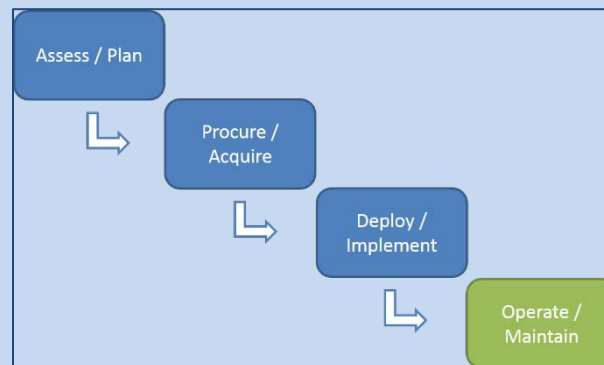 Assess / Plan
Procure /
Acquire
Deploy /
Implement
Operate /
Maintain